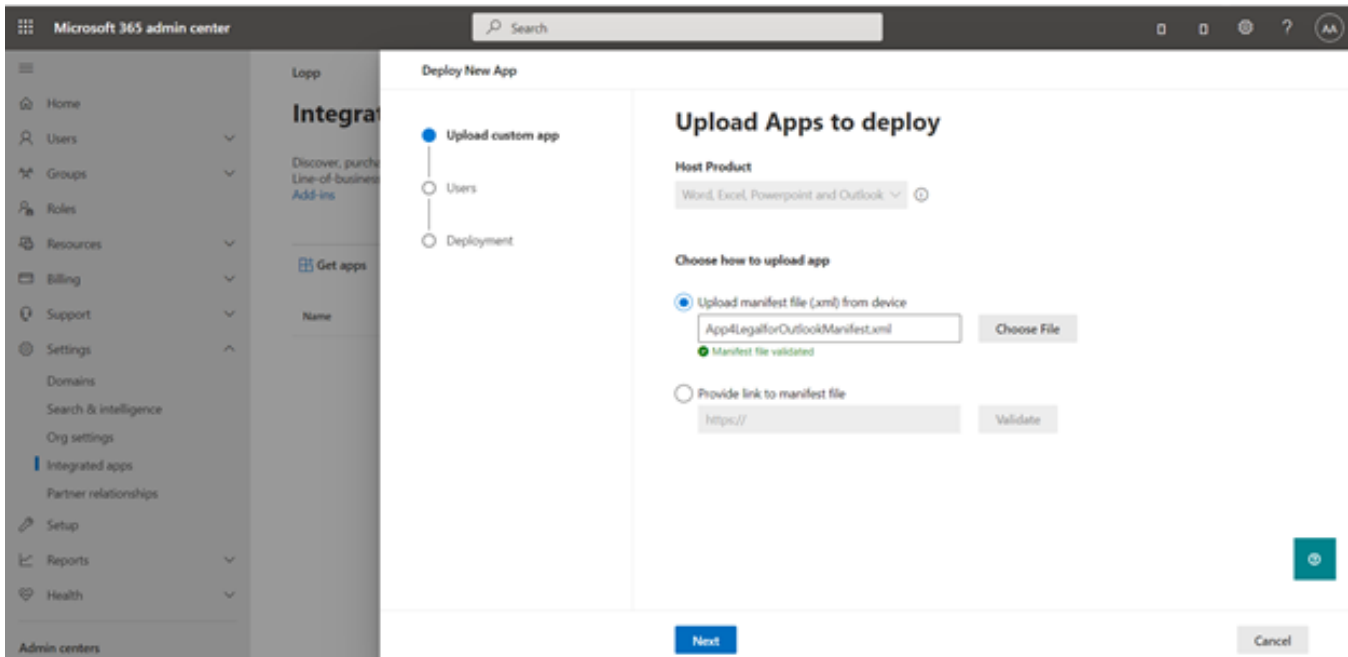 Microsoft 365 admin center
Search
AA
Home
Users
Groups
Roles
Resources
Billing
Support
Settings
Domains
Search & intelligence
Org settings
Integrated apps
Partner relationships
Setup
Reports
Health
Admin centers
Lopp
Integrat
Discover, purcha
Line-of-business
Add-ins
Get apps
Name
Deploy New App
Upload custom app
Users
Deployment
Upload Apps to deploy
Host Product
Word, Excel, Powerpoint and Outlook
Choose how to upload app
Upload manifest file (.xml) from device
App4LegalforOutlookManifest.xml
Choose File
Manifest file validated
Provide link to manifest file
https://
Validate
Next
Cancel